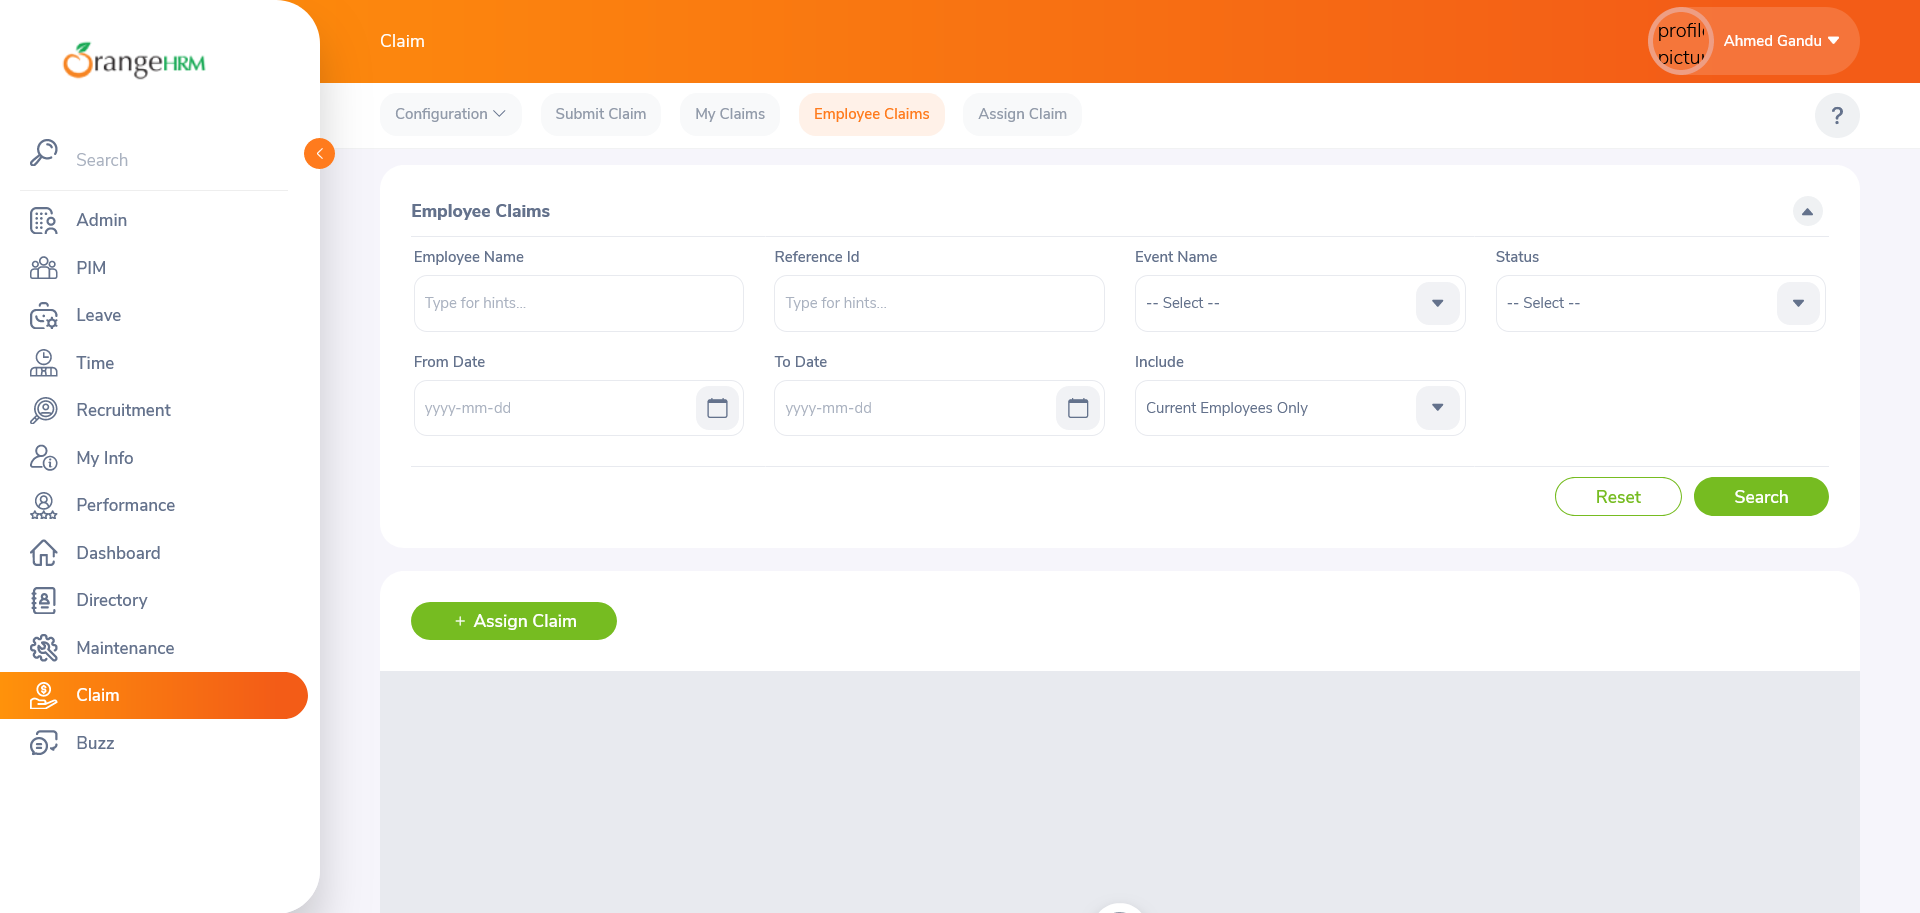 OrangeHRM
Claim
profile
picture
Ahmed Gandu
Configuration
Submit Claim
My Claims
Employee Claims
Assign Claim
?
Search
Admin
PIM
Leave
Time
Recruitment
My Info
Performance
Dashboard
Directory
Maintenance
Claim
Buzz
Employee Claims
Employee Name
Reference Id
Event Name
Status
Type for hints...
Type for hints...
-- Select --
-- Select --
From Date
To Date
Include
yyyy-mm-dd
yyyy-mm-dd
Current Employees Only
Reset
Search
+ Assign Claim